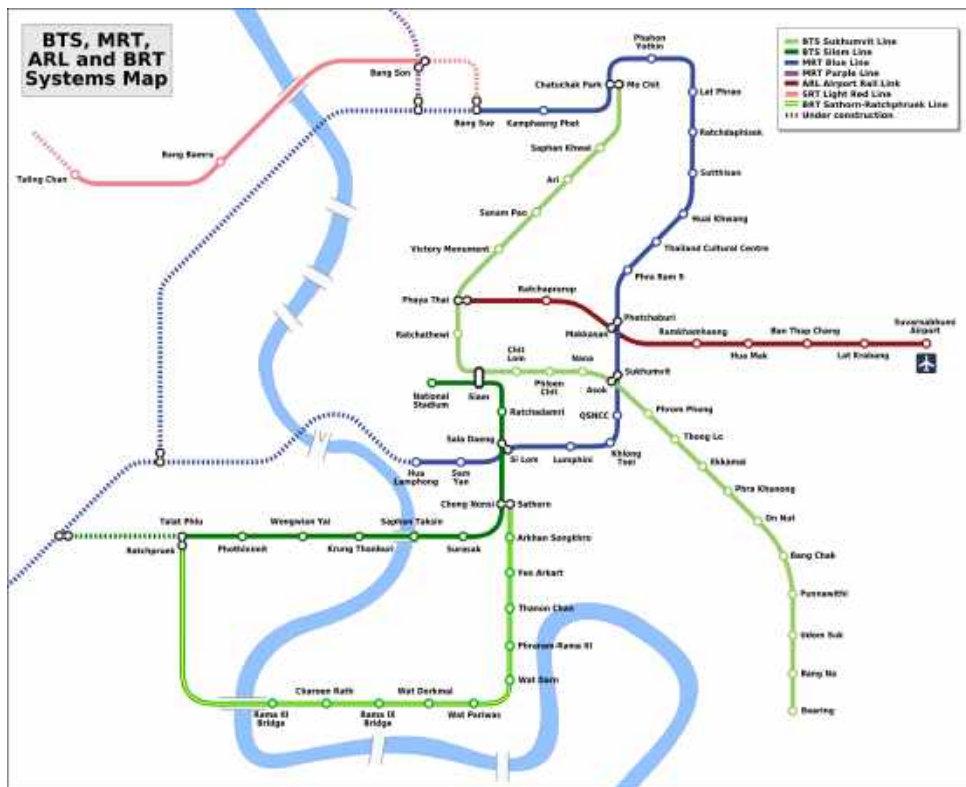 BTS, MRT,
ARL and BRT
Systems Map
BTS Sukhumvit Line
BTS Silom Line
MRT Blue Line
MRT Purple Line
ARL Airport Rail Link
SRT Light Red Line
BRT Sathorn-Ratchphruek Line
Under construction
Phahon
Yothin
Bang Son
Chatuchak Park
Mo Chit
Lat Phrao
Bang Sue
Kamphaeng Phet
Ratchdaphisek
Saphan Khwai
Bang Bamru
Sutthisan
Taling Chan
Ari
Sanam Pao
Huai Khwang
Victory Monument
Thailand Cultural Centre
Phra Ram 9
Ratchaprarop
Phaya Thai
Phetchaburi
Suvarnabhumi
Airport
Makkasan
Ramkhamhaeng
Ban Thap Chang
Ratchathewi
Hua Mak
Lat Krabang
Chit
Lom
Nana
Sukhumvit
National
Stadium
Siam
Phloen
Chit
Asok
Ratchadamri
QSNCC
Phrom Phong
Sala Daeng
Thong Lo
Si Lom
Lumphini
Khlong
Toei
Hua
Lamphong
Sam
Yan
Ekkamai
Phra Khanong
Chong Nonsi
Sathorn
Talat Phlu
Wongwian Yai
Saphan Taksin
On Nut
Ratchpruek
Phothinimit
Krung Thonburi
Surasak
Arkhan Songkhro
Bang Chak
Yen Arkart
Punnawithi
Thanon Chan
Udom Suk
Phraram-Rama III
Wat Darn
Bang Na
Charoen Rath
Wat Dorkmai
Rama III
Bridge
Rama IX
Bridge
Wat Pariwas
Bearing